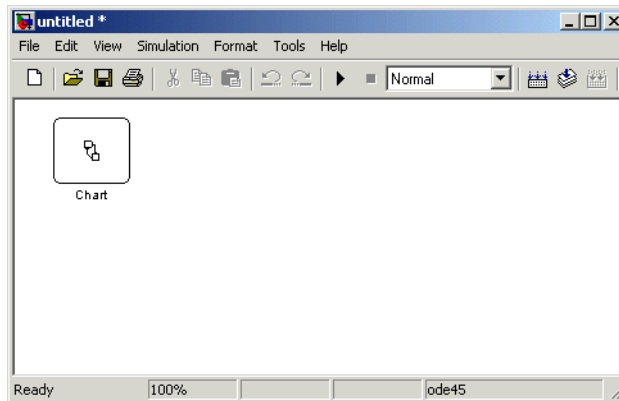 untitled *
File Edit View Simulation Format Tools Help
Normal
Chart
Ready 100% ode45